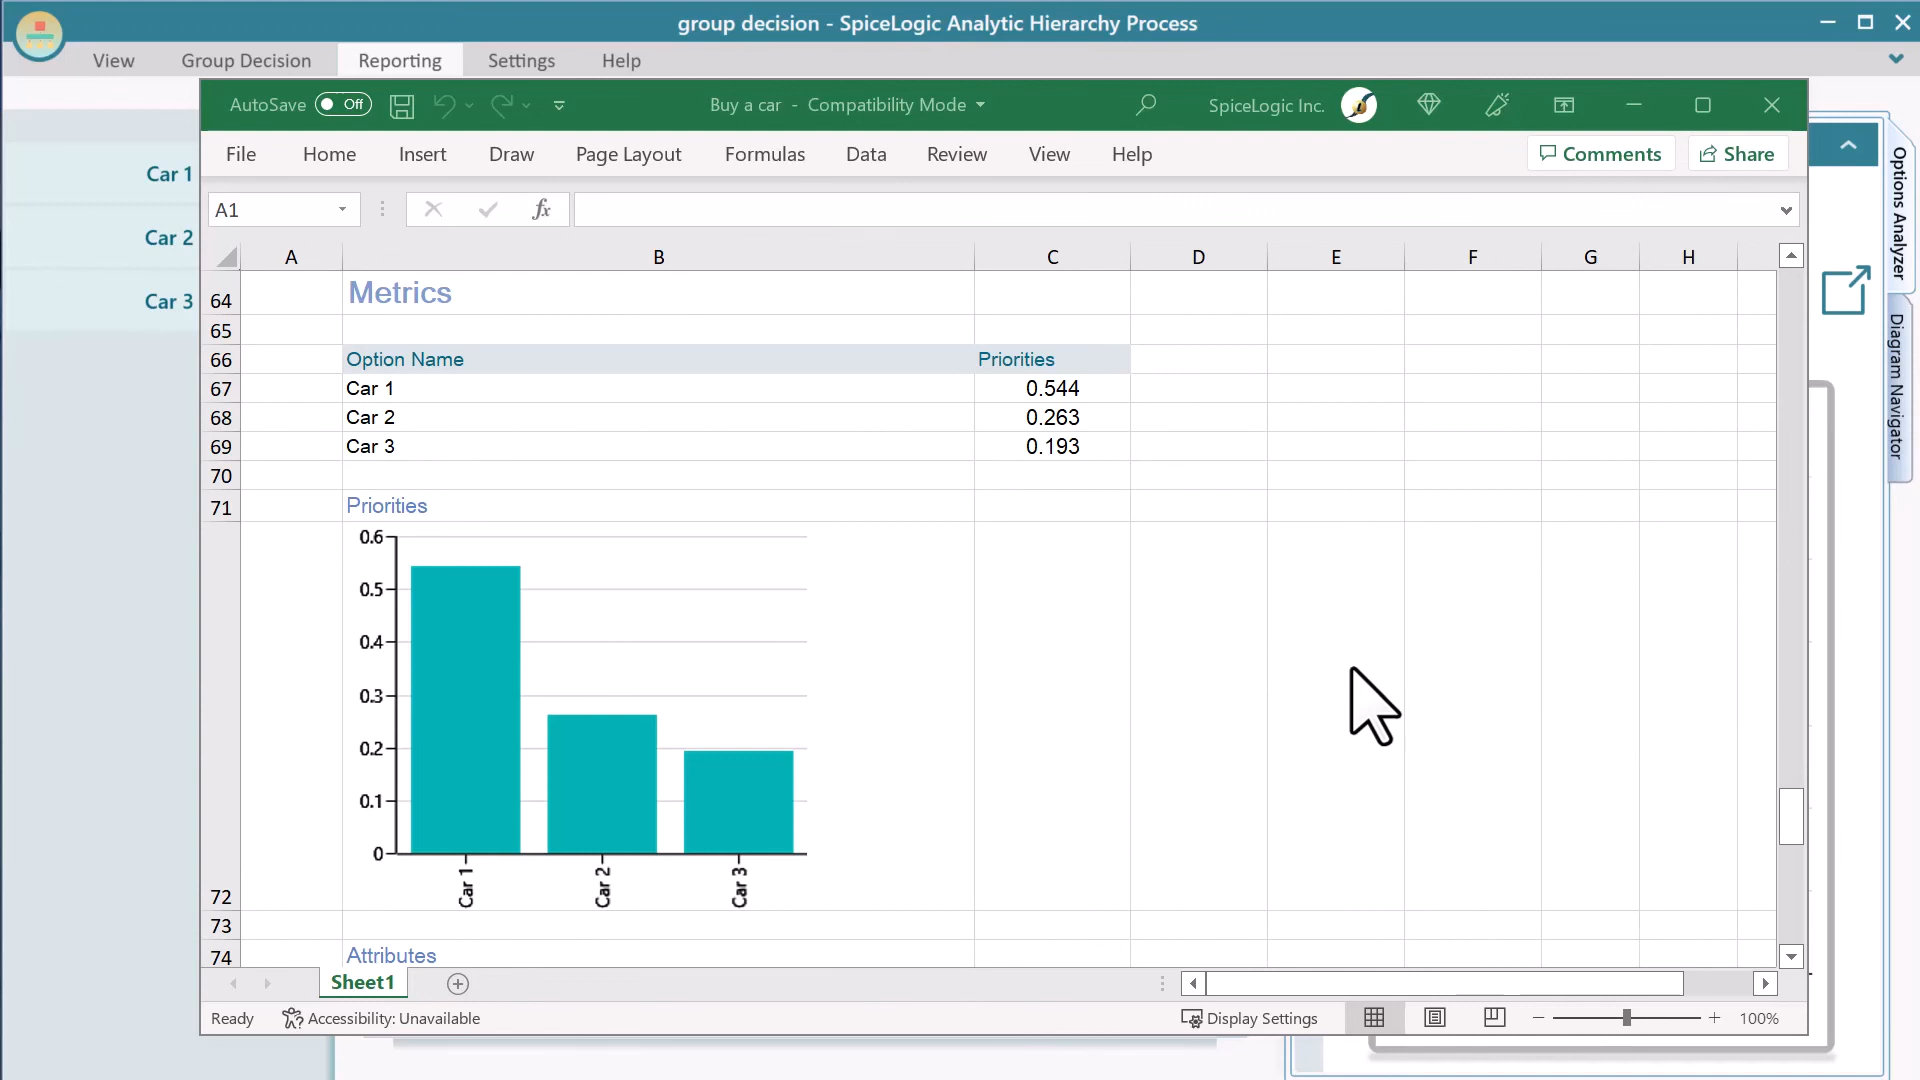 group decision - SpiceLogic Analytic Hierarchy Process
View Group Decision Reporting Settings Help
AutoSave Off Buy a car - Compatibility Mode SpiceLogic Inc.
File Home Insert Draw Page Layout Formulas Data Review View Help Comments Share
A1 fx
Car 1
Car 2
Car 3
A B C D E F G H
64 Metrics
65
66 Option Name Priorities
67 Car 1 0.544
68 Car 2 0.263
69 Car 3 0.193
70
71 Priorities
0.6
0.5
0.4
0.3
0.2
0.1
0
Car 1 Car 2 Car 3
72
73
74 Attributes
Sheet1
Ready Accessibility: Unavailable Display Settings 100%
Options Analyzer
Diagram Navigator